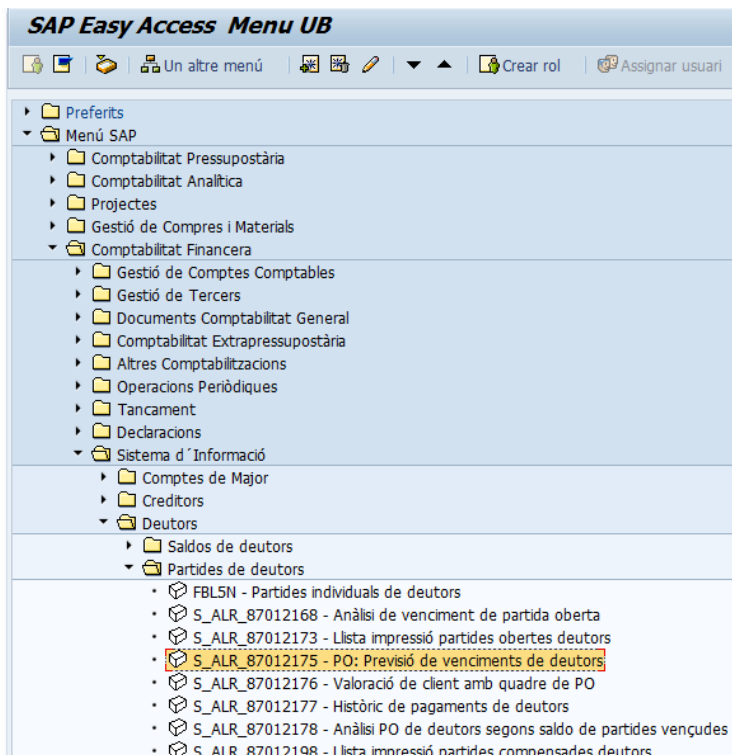 SAP Easy Access Menu UB
Un altre menú Crear rol Assignar usuari
Preferits
Menú SAP
Comptabilitat Pressupostària
Comptabilitat Analítica
Projectes
Gestió de Compres i Materials
Comptabilitat Financera
Gestió de Comptes Comptables
Gestió de Tercers
Documents Comptabilitat General
Comptabilitat Extrapressupostària
Altres Comptabilitzacions
Operacions Periòdiques
Tancament
Declaracions
Sistema d´Informació
Comptes de Major
Creditors
Deutors
Saldos de deutors
Partides de deutors
FBL5N - Partides individuals de deutors
S_ALR_87012168 - Anàlisi de venciment de partida oberta
S_ALR_87012173 - Llista impressió partides obertes deutors
S_ALR_87012175 - PO: Previsió de venciments de deutors
S_ALR_87012176 - Valoració de client amb quadre de PO
S_ALR_87012177 - Històric de pagaments de deutors
S_ALR_87012178 - Anàlisi PO de deutors segons saldo de partides vençudes
S_ALR_87012198 - Llista impressió partides compensades deutors